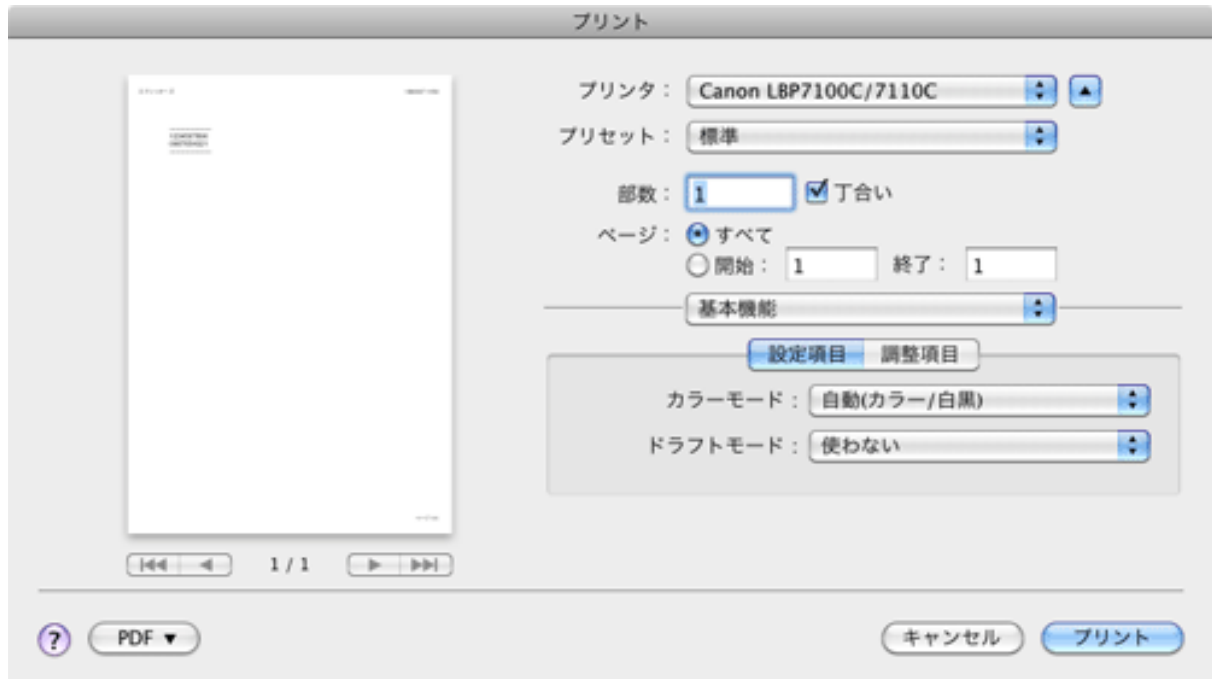 プリント
プリンタ： Canon LBP7100C/7110C
プリセット： 標準
部数： 1 丁合い
ページ： すべて
開始： 1 終了： 1
基本機能
設定項目 調整項目
カラーモード： 自動(カラー/白黒)
ドラフトモード： 使わない
1 / 1
? PDF ▼ キャンセル プリント